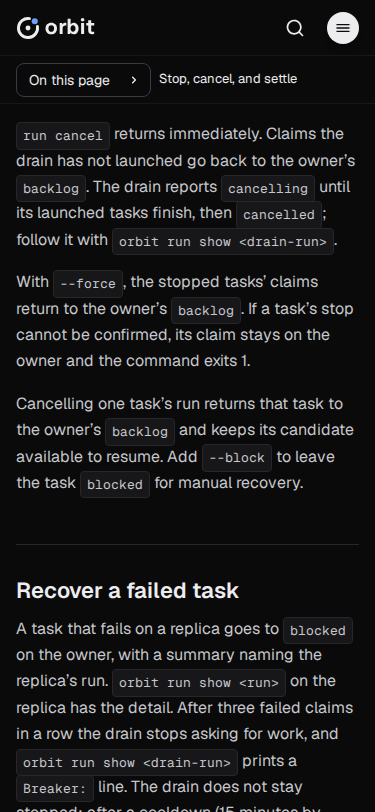 orbit
On this page
Stop, cancel, and settle
run cancel returns immediately. Claims the
drain has not launched go back to the owner’s
backlog. The drain reports cancelling until
its launched tasks finish, then cancelled;
follow it with orbit run show <drain-run>.
With --force, the stopped tasks’ claims
return to the owner’s backlog. If a task’s stop
cannot be confirmed, its claim stays on the
owner and the command exits 1.
Cancelling one task’s run returns that task to
the owner’s backlog and keeps its candidate
available to resume. Add --block to leave
the task blocked for manual recovery.
Recover a failed task
A task that fails on a replica goes to blocked
on the owner, with a summary naming the
replica’s run. orbit run show <run> on the
replica has the detail. After three failed claims
in a row the drain stops asking for work, and
orbit run show <drain-run> prints a
Breaker: line. The drain does not stay
stopped: after a cooldown (15 minutes by